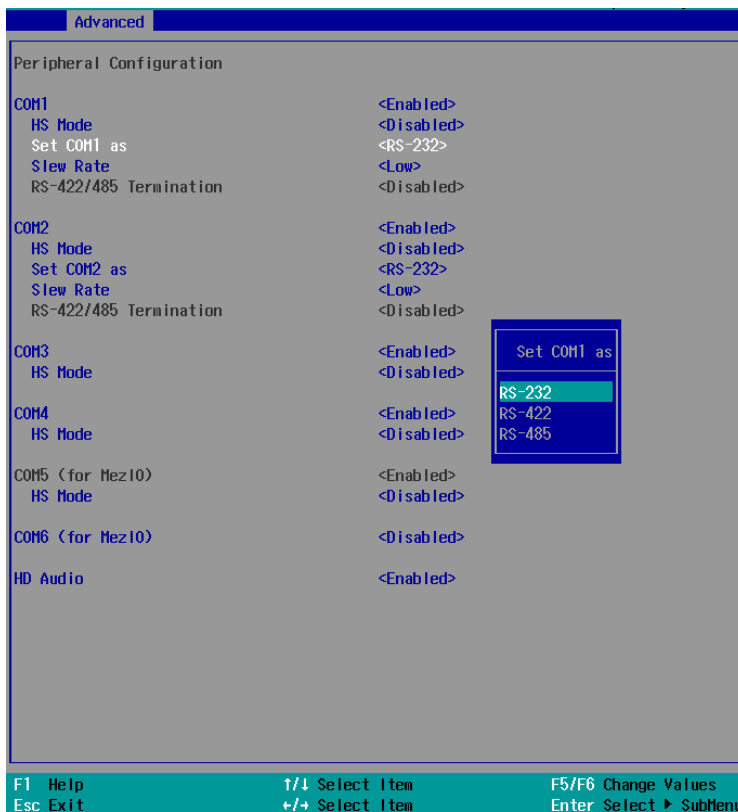 Advanced
Peripheral Configuration
COM1 <Enabled>
HS Mode <Disabled>
Set COM1 as <RS-232>
Slew Rate <Low>
RS-422/485 Termination <Disabled>
COM2 <Enabled>
HS Mode <Disabled>
Set COM2 as <RS-232>
Slew Rate <Low>
RS-422/485 Termination <Disabled>
COM3 <Enabled>
HS Mode <Disabled>
COM4 <Enabled>
HS Mode <Disabled>
COM5 (for MezIO) <Enabled>
HS Mode <Disabled>
COM6 (for MezIO) <Disabled>
HD Audio <Enabled>
Set COM1 as
RS-232
RS-422
RS-485
F1 Help ↑/↓ Select Item F5/F6 Change Values
Esc Exit ←/→ Select Item Enter Select ▶ SubMenu